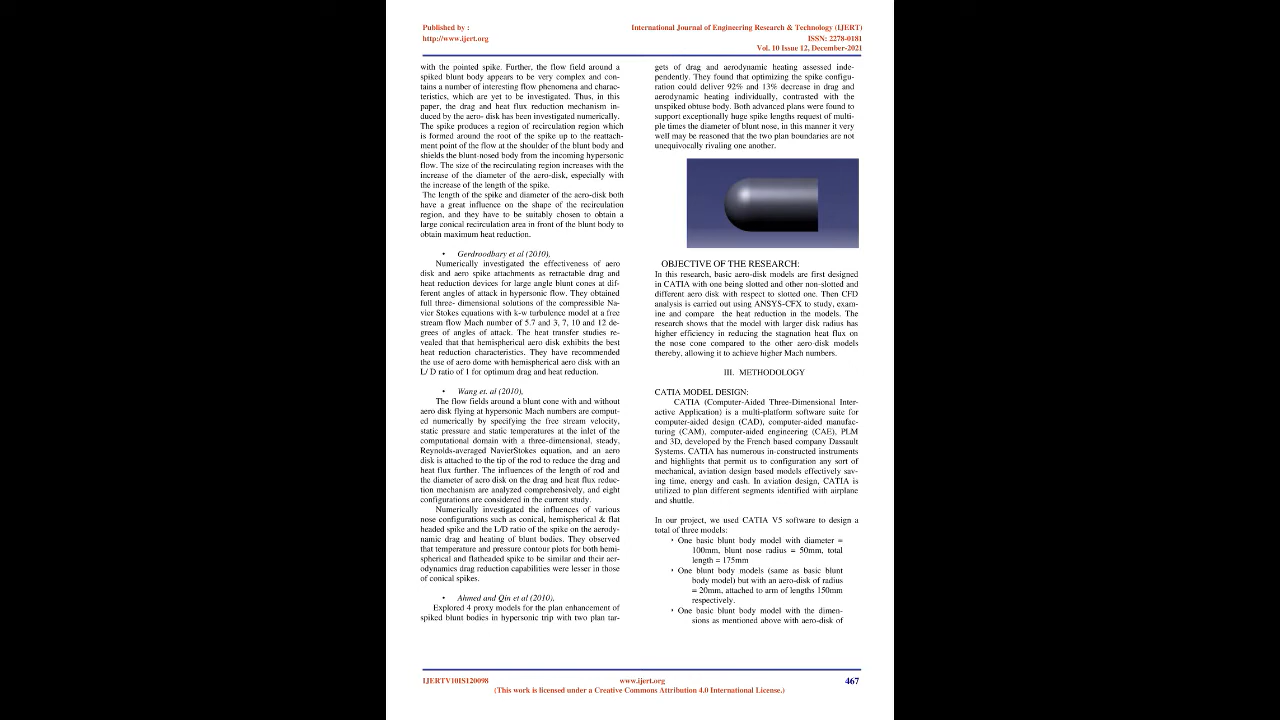 Published by :
http://www.ijert.org
International Journal of Engineering Research & Technology (IJERT)
ISSN: 2278-0181
Vol. 10 Issue 12, December-2021
with the pointed spike. Further, the flow field around a
spiked blunt body appears to be very complex and con-
tains a number of interesting flow phenomena and charac-
teristics, which are yet to be investigated. Thus, in this
paper, the drag and heat flux reduction mechanism in-
duced by the aero- disk has been investigated numerically.
The spike produces a region of recirculation region which
is formed around the root of the spike up to the reattach-
ment point of the flow at the shoulder of the blunt body and
shields the blunt-nosed body from the incoming hypersonic
flow. The size of the recirculating region increases with the
increase of the diameter of the aero-disk, especially with
the increase of the length of the spike.
The length of the spike and diameter of the aero-disk both
have a great influence on the shape of the recirculation
region, and they have to be suitably chosen to obtain a
large conical recirculation area in front of the blunt body to
obtain maximum heat reduction.
• Gerdroodbary et al (2010),
Numerically investigated the effectiveness of aero
disk and aero spike attachments as retractable drag and
heat reduction devices for large angle blunt cones at dif-
ferent angles of attack in hypersonic flow. They obtained
full three- dimensional solutions of the compressible Na-
vier Stokes equations with k-w turbulence model at a free
stream flow Mach number of 5.7 and 3, 7, 10 and 12 de-
grees of angles of attack. The heat transfer studies re-
vealed that that hemispherical aero disk exhibits the best
heat reduction characteristics. They have recommended
the use of aero dome with hemispherical aero disk with an
L/ D ratio of 1 for optimum drag and heat reduction.
• Wang et. al (2010),
The flow fields around a blunt cone with and without
aero disk flying at hypersonic Mach numbers are comput-
ed numerically by specifying the free stream velocity,
static pressure and static temperatures at the inlet of the
computational domain with a three-dimensional, steady,
Reynolds-averaged NavierStokes equation, and an aero
disk is attached to the tip of the rod to reduce the drag and
heat flux further. The influences of the length of rod and
the diameter of aero disk on the drag and heat flux reduc-
tion mechanism are analyzed comprehensively, and eight
configurations are considered in the current study.
Numerically investigated the influences of various
nose configurations such as conical, hemispherical & flat
headed spike and the L/D ratio of the spike on the aerody-
namic drag and heating of blunt bodies. They observed
that temperature and pressure contour plots for both hemi-
spherical and flatheaded spike to be similar and their aer-
odynamics drag reduction capabilities were lesser in those
of conical spikes.
• Ahmed and Qin et al (2010),
Explored 4 proxy models for the plan enhancement of
spiked blunt bodies in hypersonic trip with two plan tar-
gets of drag and aerodynamic heating assessed inde-
pendently. They found that optimizing the spike configu-
ration could deliver 92% and 13% decrease in drag and
aerodynamic heating individually, contrasted with the
unspiked obtuse body. Both advanced plans were found to
support exceptionally huge spike lengths request of multi-
ple times the diameter of blunt nose, in this manner it very
well may be reasoned that the two plan boundaries are not
unequivocally rivaling one another.
OBJECTIVE OF THE RESEARCH:
In this research, basic aero-disk models are first designed
in CATIA with one being slotted and other non-slotted and
different aero disk with respect to slotted one. Then CFD
analysis is carried out using ANSYS-CFX to study, exam-
ine and compare the heat reduction in the models. The
research shows that the model with larger disk radius has
higher efficiency in reducing the stagnation heat flux on
the nose cone compared to the other aero-disk models
thereby, allowing it to achieve higher Mach numbers.
III. METHODOLOGY
CATIA MODEL DESIGN:
CATIA (Computer-Aided Three-Dimensional Inter-
active Application) is a multi-platform software suite for
computer-aided design (CAD), computer-aided manufac-
turing (CAM), computer-aided engineering (CAE), PLM
and 3D, developed by the French based company Dassault
Systems. CATIA has numerous in-constructed instruments
and highlights that permit us to configuration any sort of
mechanical, aviation design based models effectively sav-
ing time, energy and cash. In aviation design, CATIA is
utilized to plan different segments identified with airplane
and shuttle.
In our project, we used CATIA V5 software to design a
total of three models:
‣ One basic blunt body model with diameter =
100mm, blunt nose radius = 50mm, total
length = 175mm
‣ One blunt body models (same as basic blunt
body model) but with an aero-disk of radius
= 20mm, attached to arm of lengths 150mm
respectively.
‣ One basic blunt body model with the dimen-
sions as mentioned above with aero-disk of
IJERTV10IS120098
www.ijert.org
467
(This work is licensed under a Creative Commons Attribution 4.0 International License.)